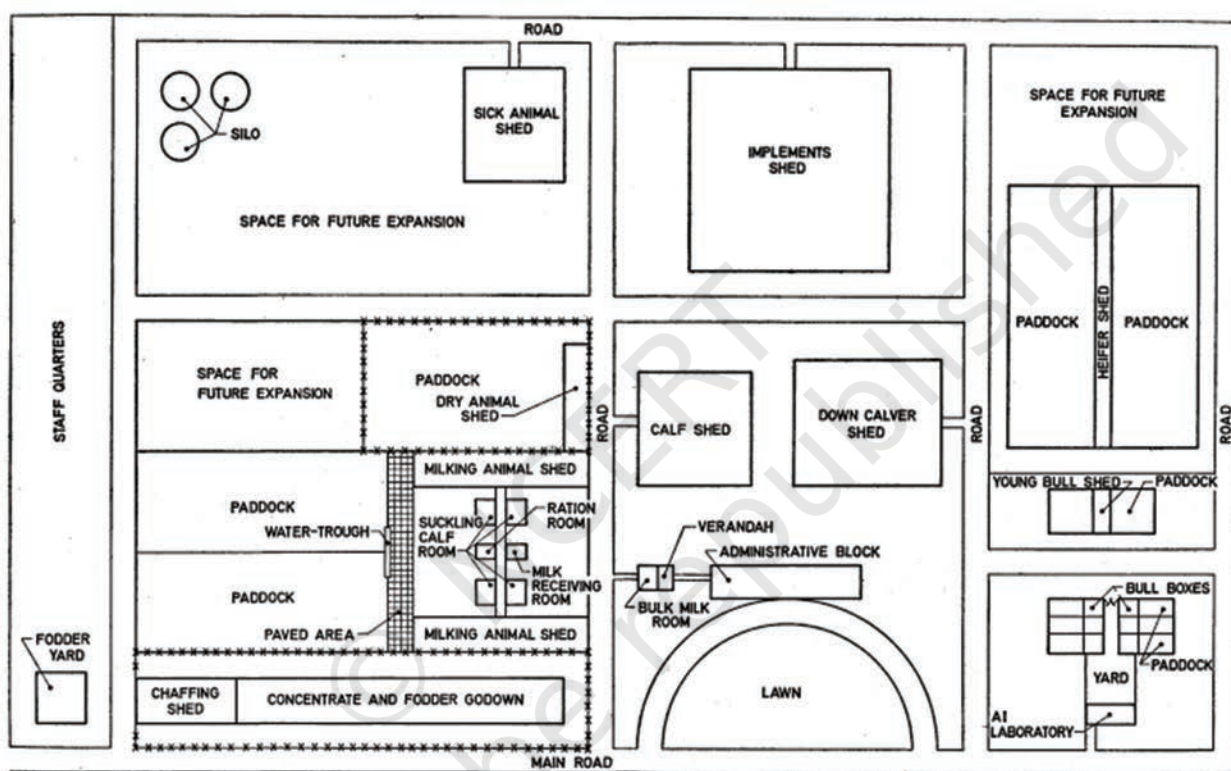 ROAD
SILO
SICK ANIMAL
SHED
SPACE FOR FUTURE EXPANSION
IMPLEMENTS
SHED
SPACE FOR FUTURE
EXPANSION
PADDOCK
HEIFER SHED
PADDOCK
STAFF QUARTERS
SPACE FOR
FUTURE EXPANSION
PADDOCK
DRY ANIMAL
SHED
ROAD
CALF SHED
DOWN CALVER
SHED
ROAD
ROAD
MILKING ANIMAL SHED
PADDOCK
WATER-TROUGH
SUCKLING
CALF
ROOM
RATION
ROOM
MILK
RECEIVING
ROOM
PADDOCK
PAVED AREA
MILKING ANIMAL SHED
VERANDAH
ADMINISTRATIVE BLOCK
BULK MILK
ROOM
YOUNG BULL SHED
PADDOCK
BULL BOXES
PADDOCK
YARD
AI
LABORATORY
FODDER
YARD
CHAFFING
SHED
CONCENTRATE AND FODDER GODOWN
LAWN
MAIN ROAD
© NCERT
be republished